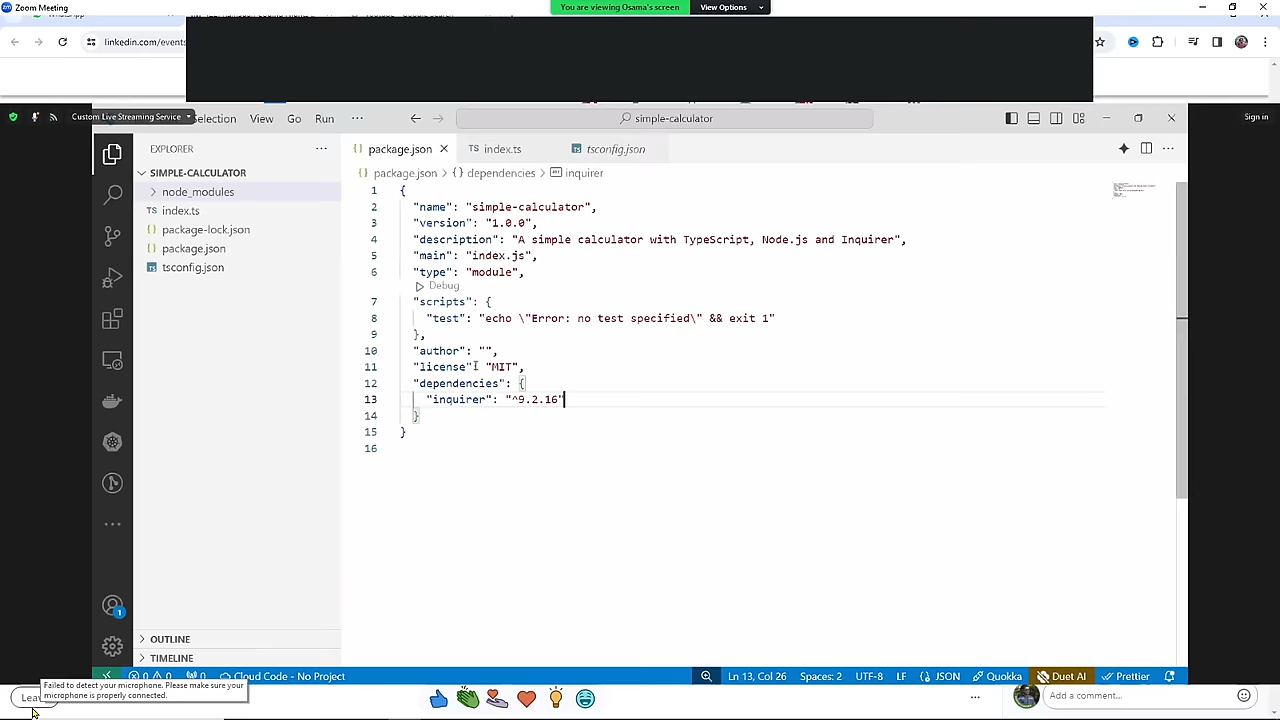 Zoom Meeting
You are viewing Osama's screen
View Options
linkedin.com/events
Custom Live Streaming Service
Selection View Go Run
simple-calculator
Sign in
EXPLORER
package.json
index.ts
tsconfig.json
SIMPLE-CALCULATOR
package.json > {} dependencies > inquirer
node_modules
index.ts
package-lock.json
package.json
tsconfig.json
1 {
2 "name": "simple-calculator",
3 "version": "1.0.0",
4 "description": "A simple calculator with TypeScript, Node.js and Inquirer",
5 "main": "index.js",
6 "type": "module",
Debug
7 "scripts": {
8 "test": "echo \"Error: no test specified\" && exit 1"
9 },
10 "author": "",
11 "license": "MIT",
12 "dependencies": {
13 "inquirer": "^9.2.16"
14 }
15 }
16
1
OUTLINE
TIMELINE
0 0 0 Cloud Code - No Project
Ln 13, Col 26 Spaces: 2 UTF-8 LF {} JSON Quokka Duet AI Prettier
Failed to detect your microphone. Please make sure your
microphone is properly connected.
Add a comment...